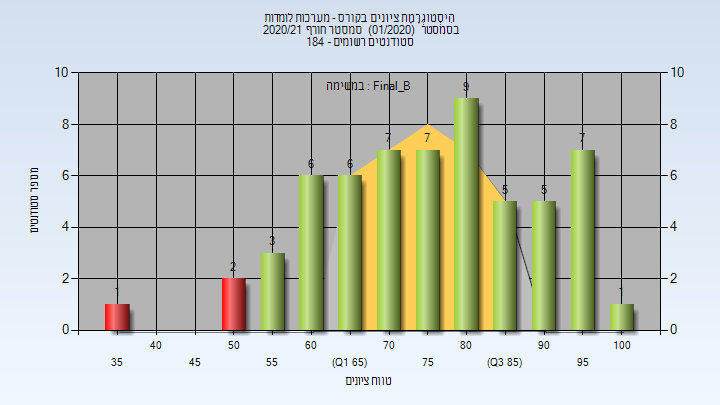 היסטוגרמת ציונים בקורס - מערכות לומדות
בסמסטר (01/2020) סמסטר חורף 2020/21
סטודנטים רשומים - 184
במשימה : Final_B
10 10
8 8
6 6
4 4
2 2
0 0
1 2 3 6 6 7 7 9 5 5 7 1
מספר סטודנטים
40 50 60 70 80 90 100
35 45 55 (Q1 65) 75 (Q3 85) 95
טווח ציונים